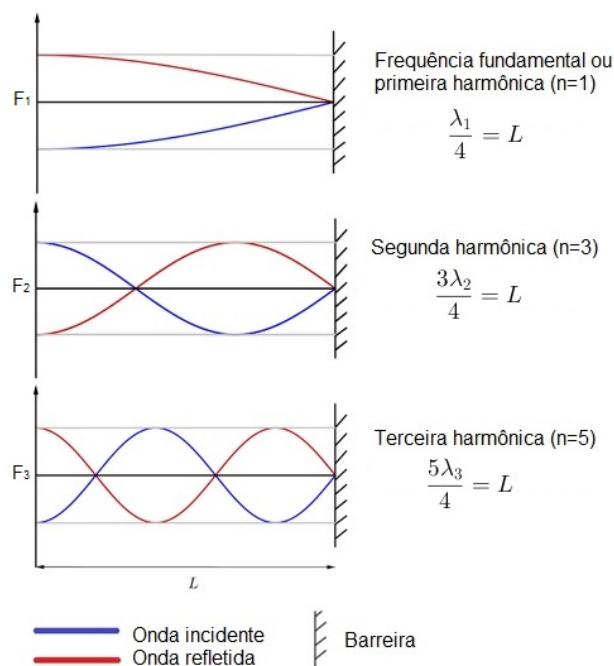 F1
Frequência fundamental ou
primeira harmônica (n=1)
λ1/4 = L
F2
Segunda harmônica (n=3)
3λ2/4 = L
F3
Terceira harmônica (n=5)
5λ3/4 = L
L
Onda incidente
Onda refletida
Barreira